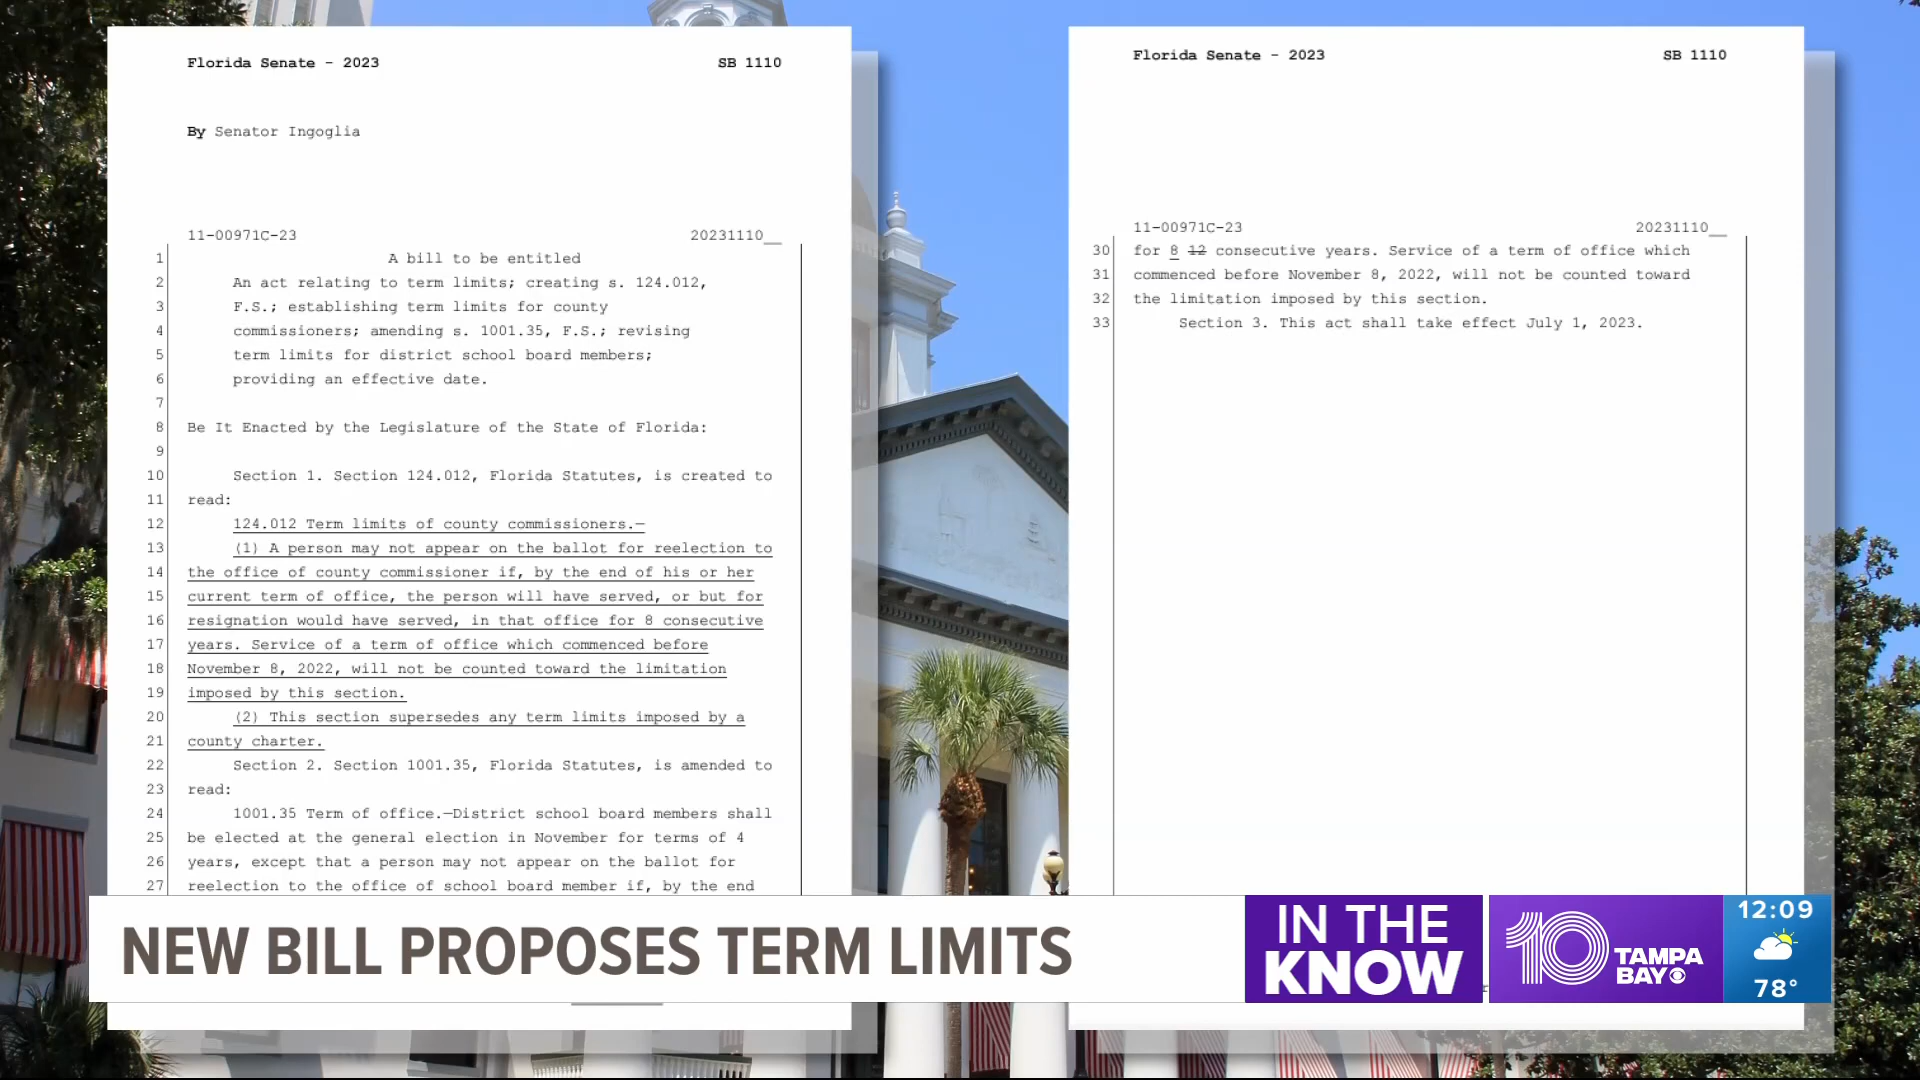 Florida Senate - 2023 SB 1110
By Senator Ingoglia
11-00971C-23 20231110__
1 A bill to be entitled
2 An act relating to term limits; creating s. 124.012,
3 F.S.; establishing term limits for county
4 commissioners; amending s. 1001.35, F.S.; revising
5 term limits for district school board members;
6 providing an effective date.
7
8 Be It Enacted by the Legislature of the State of Florida:
9
10 Section 1. Section 124.012, Florida Statutes, is created to
11 read:
12 124.012 Term limits of county commissioners.—
13 (1) A person may not appear on the ballot for reelection to
14 the office of county commissioner if, by the end of his or her
15 current term of office, the person will have served, or but for
16 resignation would have served, in that office for 8 consecutive
17 years. Service of a term of office which commenced before
18 November 8, 2022, will not be counted toward the limitation
19 imposed by this section.
20 (2) This section supersedes any term limits imposed by a
21 county charter.
22 Section 2. Section 1001.35, Florida Statutes, is amended to
23 read:
24 1001.35 Term of office.—District school board members shall
25 be elected at the general election in November for terms of 4
26 years, except that a person may not appear on the ballot for
27 reelection to the office of school board member if, by the end
Florida Senate - 2023 SB 1110
11-00971C-23 20231110__
30 for 8 12 consecutive years. Service of a term of office which
31 commenced before November 8, 2022, will not be counted toward
32 the limitation imposed by this section.
33 Section 3. This act shall take effect July 1, 2023.
NEW BILL PROPOSES TERM LIMITS
IN THE
KNOW
10 TAMPA
BAY
12:09
78°